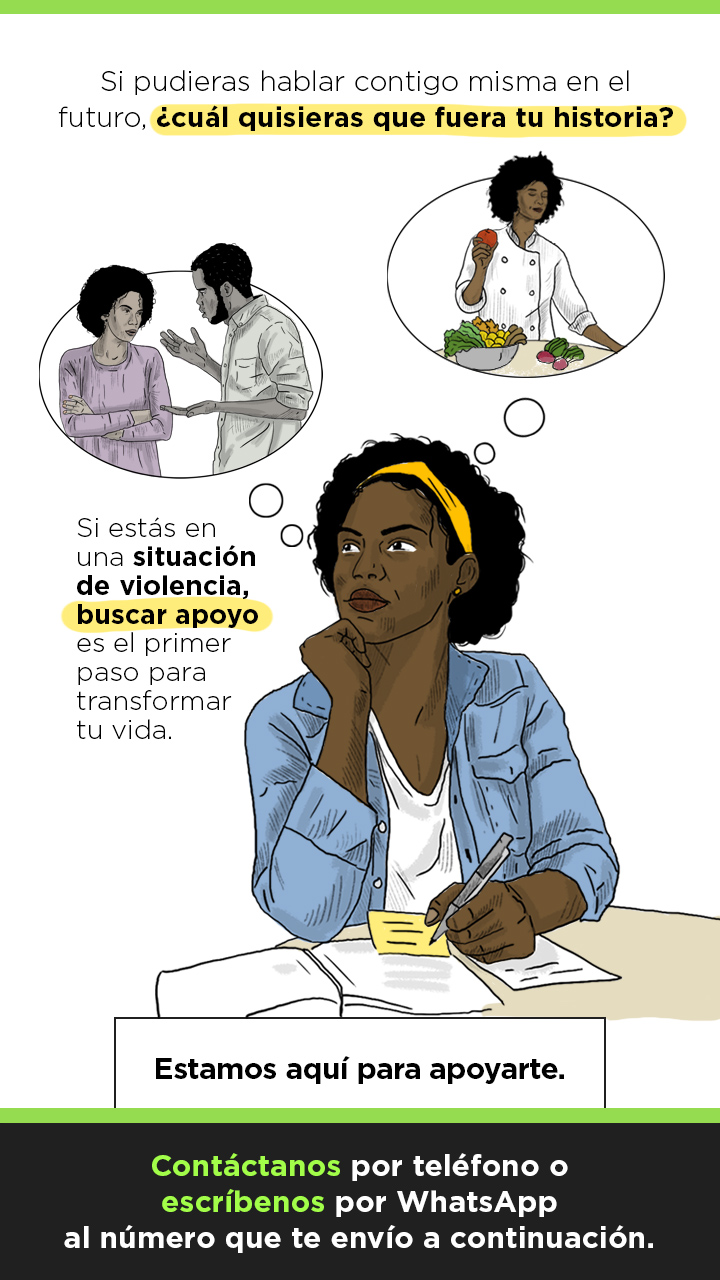 Si pudieras hablar contigo misma en el
futuro, ¿cuál quisieras que fuera tu historia?
Si estás en
una situación
de violencia,
buscar apoyo
es el primer
paso para
transformar
tu vida.
Estamos aquí para apoyarte.
Contáctanos por teléfono o
escríbenos por WhatsApp
al número que te envío a continuación.